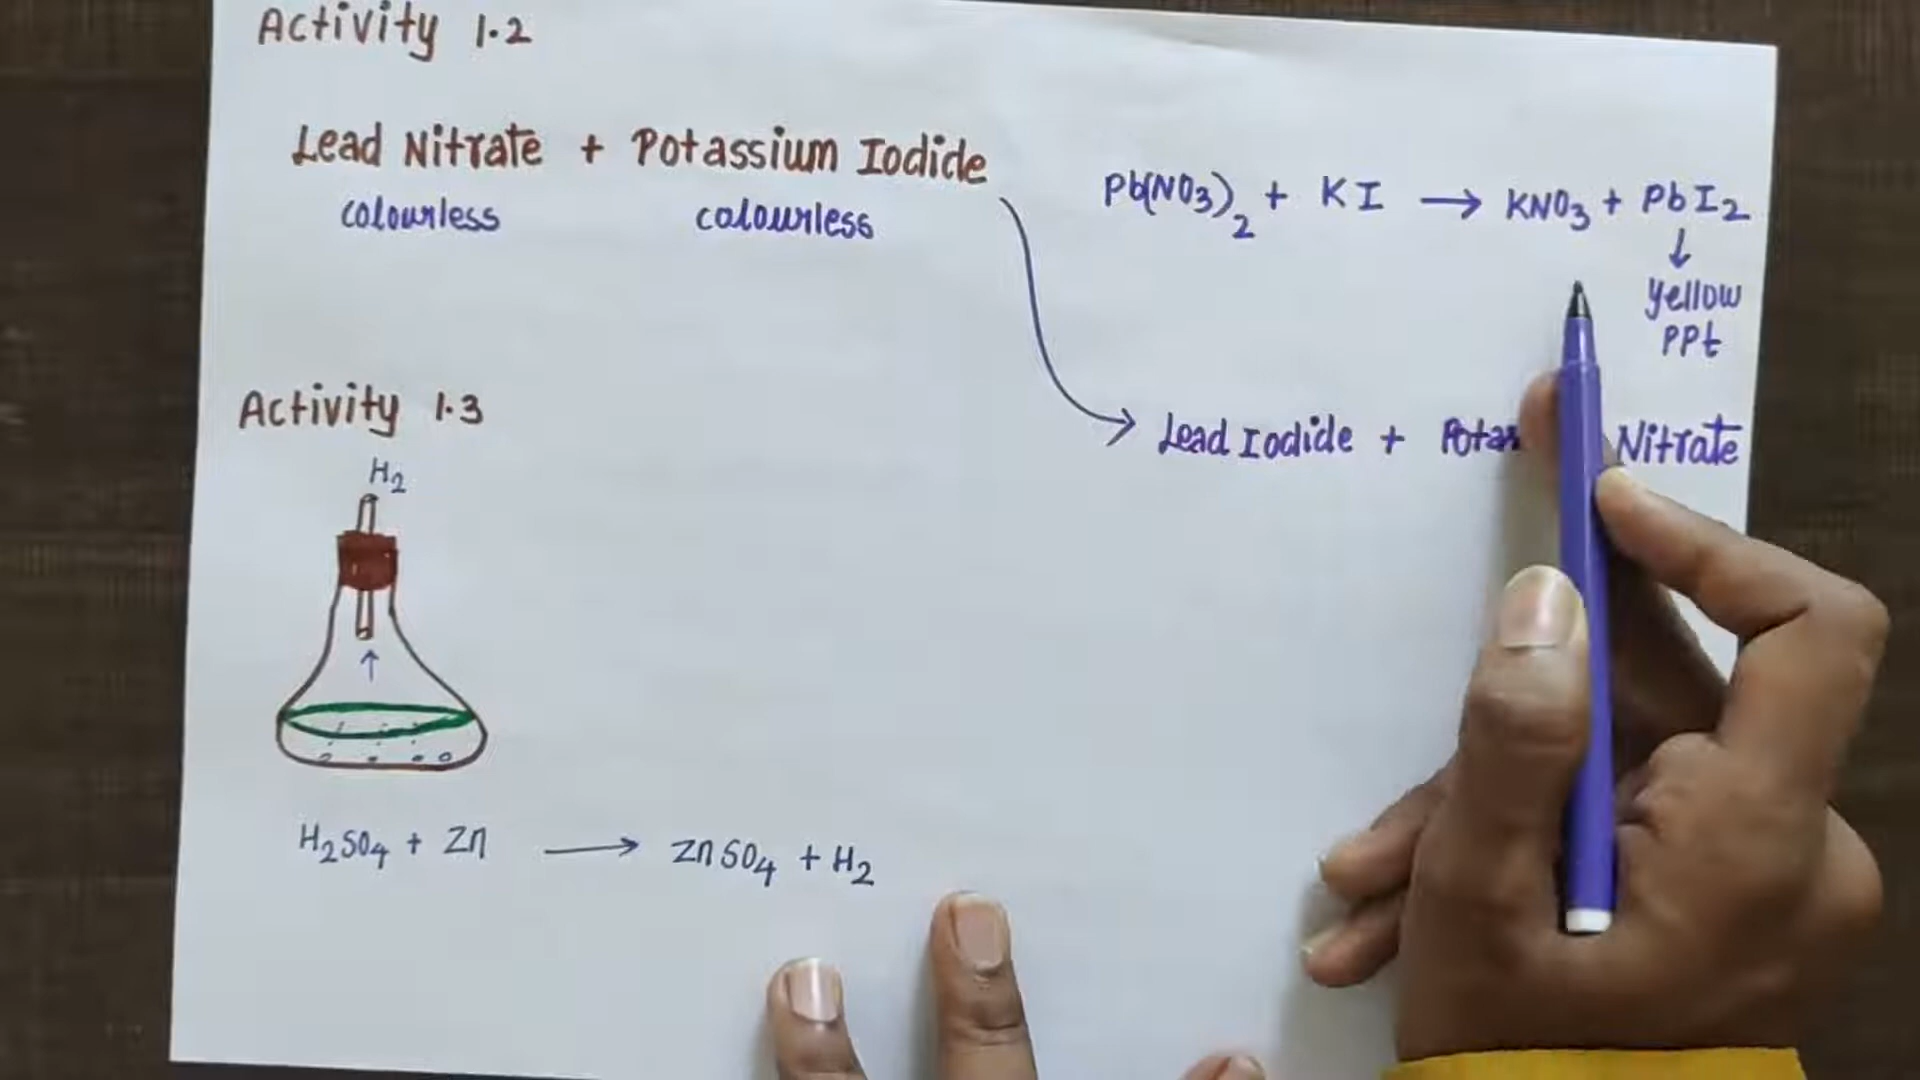 Activity 1.2
Lead Nitrate + Potassium Iodide
colourless colourless
Pb(NO3)2 + KI → KNO3 + PbI2
↓
Yellow
PPt
→ Lead Iodide + Potas Nitrate
Activity 1.3
H2
↑
H2SO4 + Zn → ZnSO4 + H2